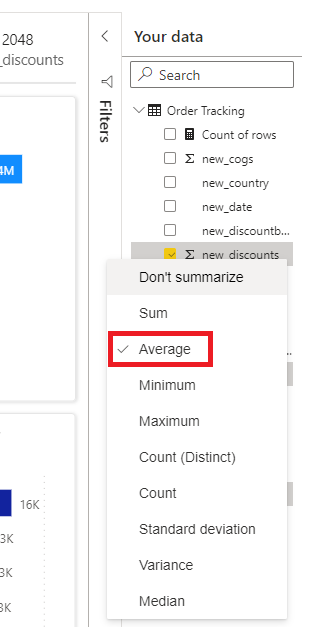 2048
_discounts
Your data
Search
Filters
Order Tracking
Count of rows
new_cogs
4M
new_country
new_date
new_discountb...
new_discounts
Don't summarize
Sum
Average
Minimum
Maximum
Count (Distinct)
Count
16K
Standard deviation
3K
Variance
3K
Median
3K